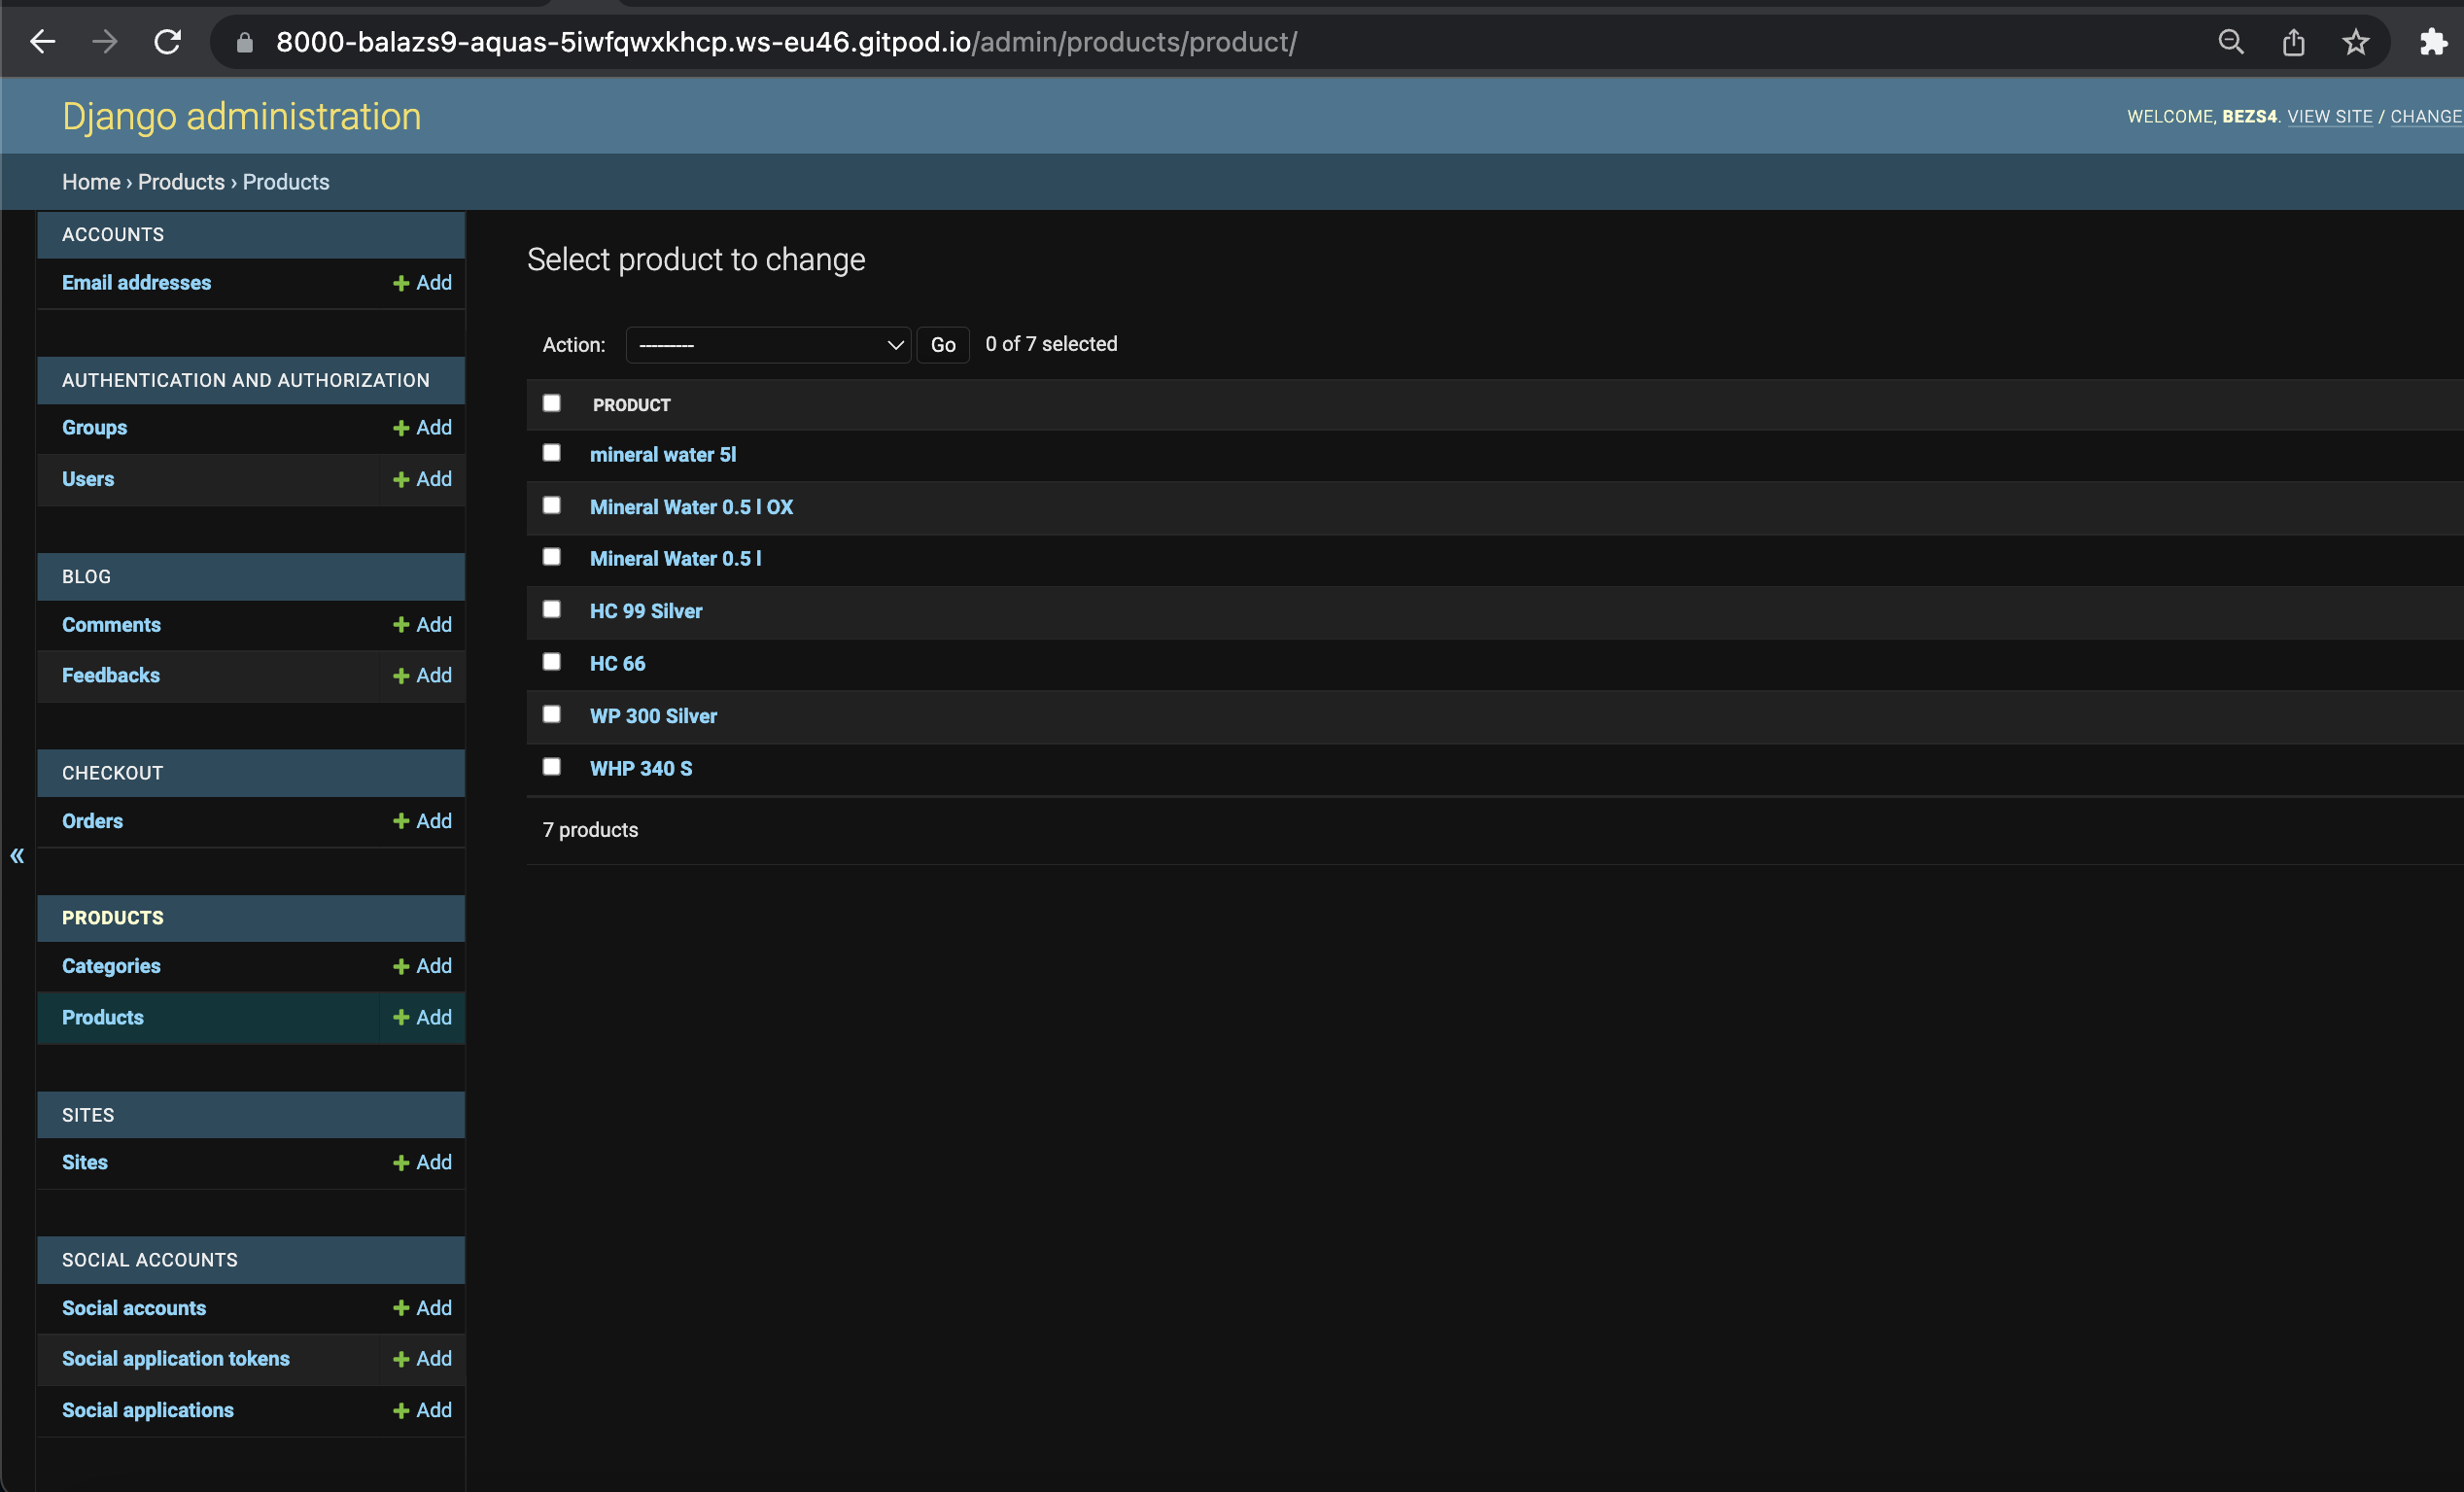 8000-balazs9-aquas-5iwfqwxkhcp.ws-eu46.gitpod.io/admin/products/product/
Django administration
WELCOME, BEZS4. VIEW SITE / CHANGE
Home › Products › Products
ACCOUNTS
Email addresses + Add
AUTHENTICATION AND AUTHORIZATION
Groups + Add
Users + Add
BLOG
Comments + Add
Feedbacks + Add
CHECKOUT
Orders + Add
«
PRODUCTS
Categories + Add
Products + Add
SITES
Sites + Add
SOCIAL ACCOUNTS
Social accounts + Add
Social application tokens + Add
Social applications + Add
Select product to change
Action: --------- Go 0 of 7 selected
PRODUCT
mineral water 5l
Mineral Water 0.5 l OX
Mineral Water 0.5 l
HC 99 Silver
HC 66
WP 300 Silver
WHP 340 S
7 products